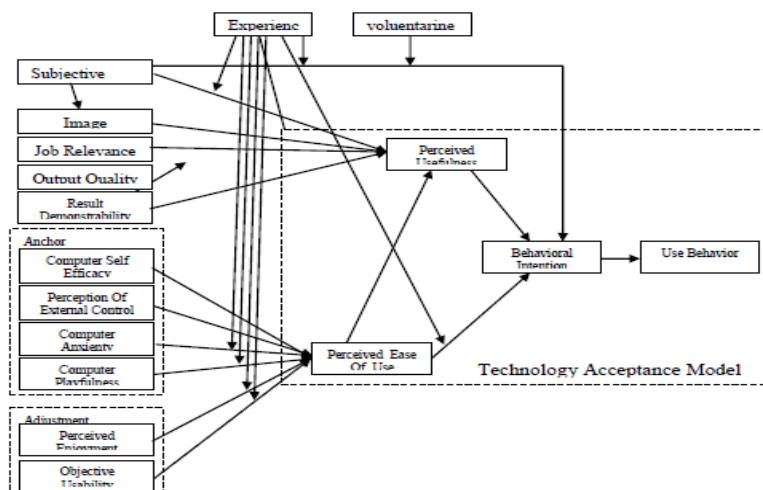 Experienc
voluentarine
Subjective
Image
Job Relevance
Output Quality
Result
Demonstrability
Perceived
Usefulness
Anchor
Computer Self
Efficacy
Perception Of
External Control
Computer
Anxienty
Computer
Playfulness
Behavioral
Intention
Use Behavior
Perceived Ease
Of Use
Technology Acceptance Model
Adjustment
Perceived
Enjoyment
Objective
Usability